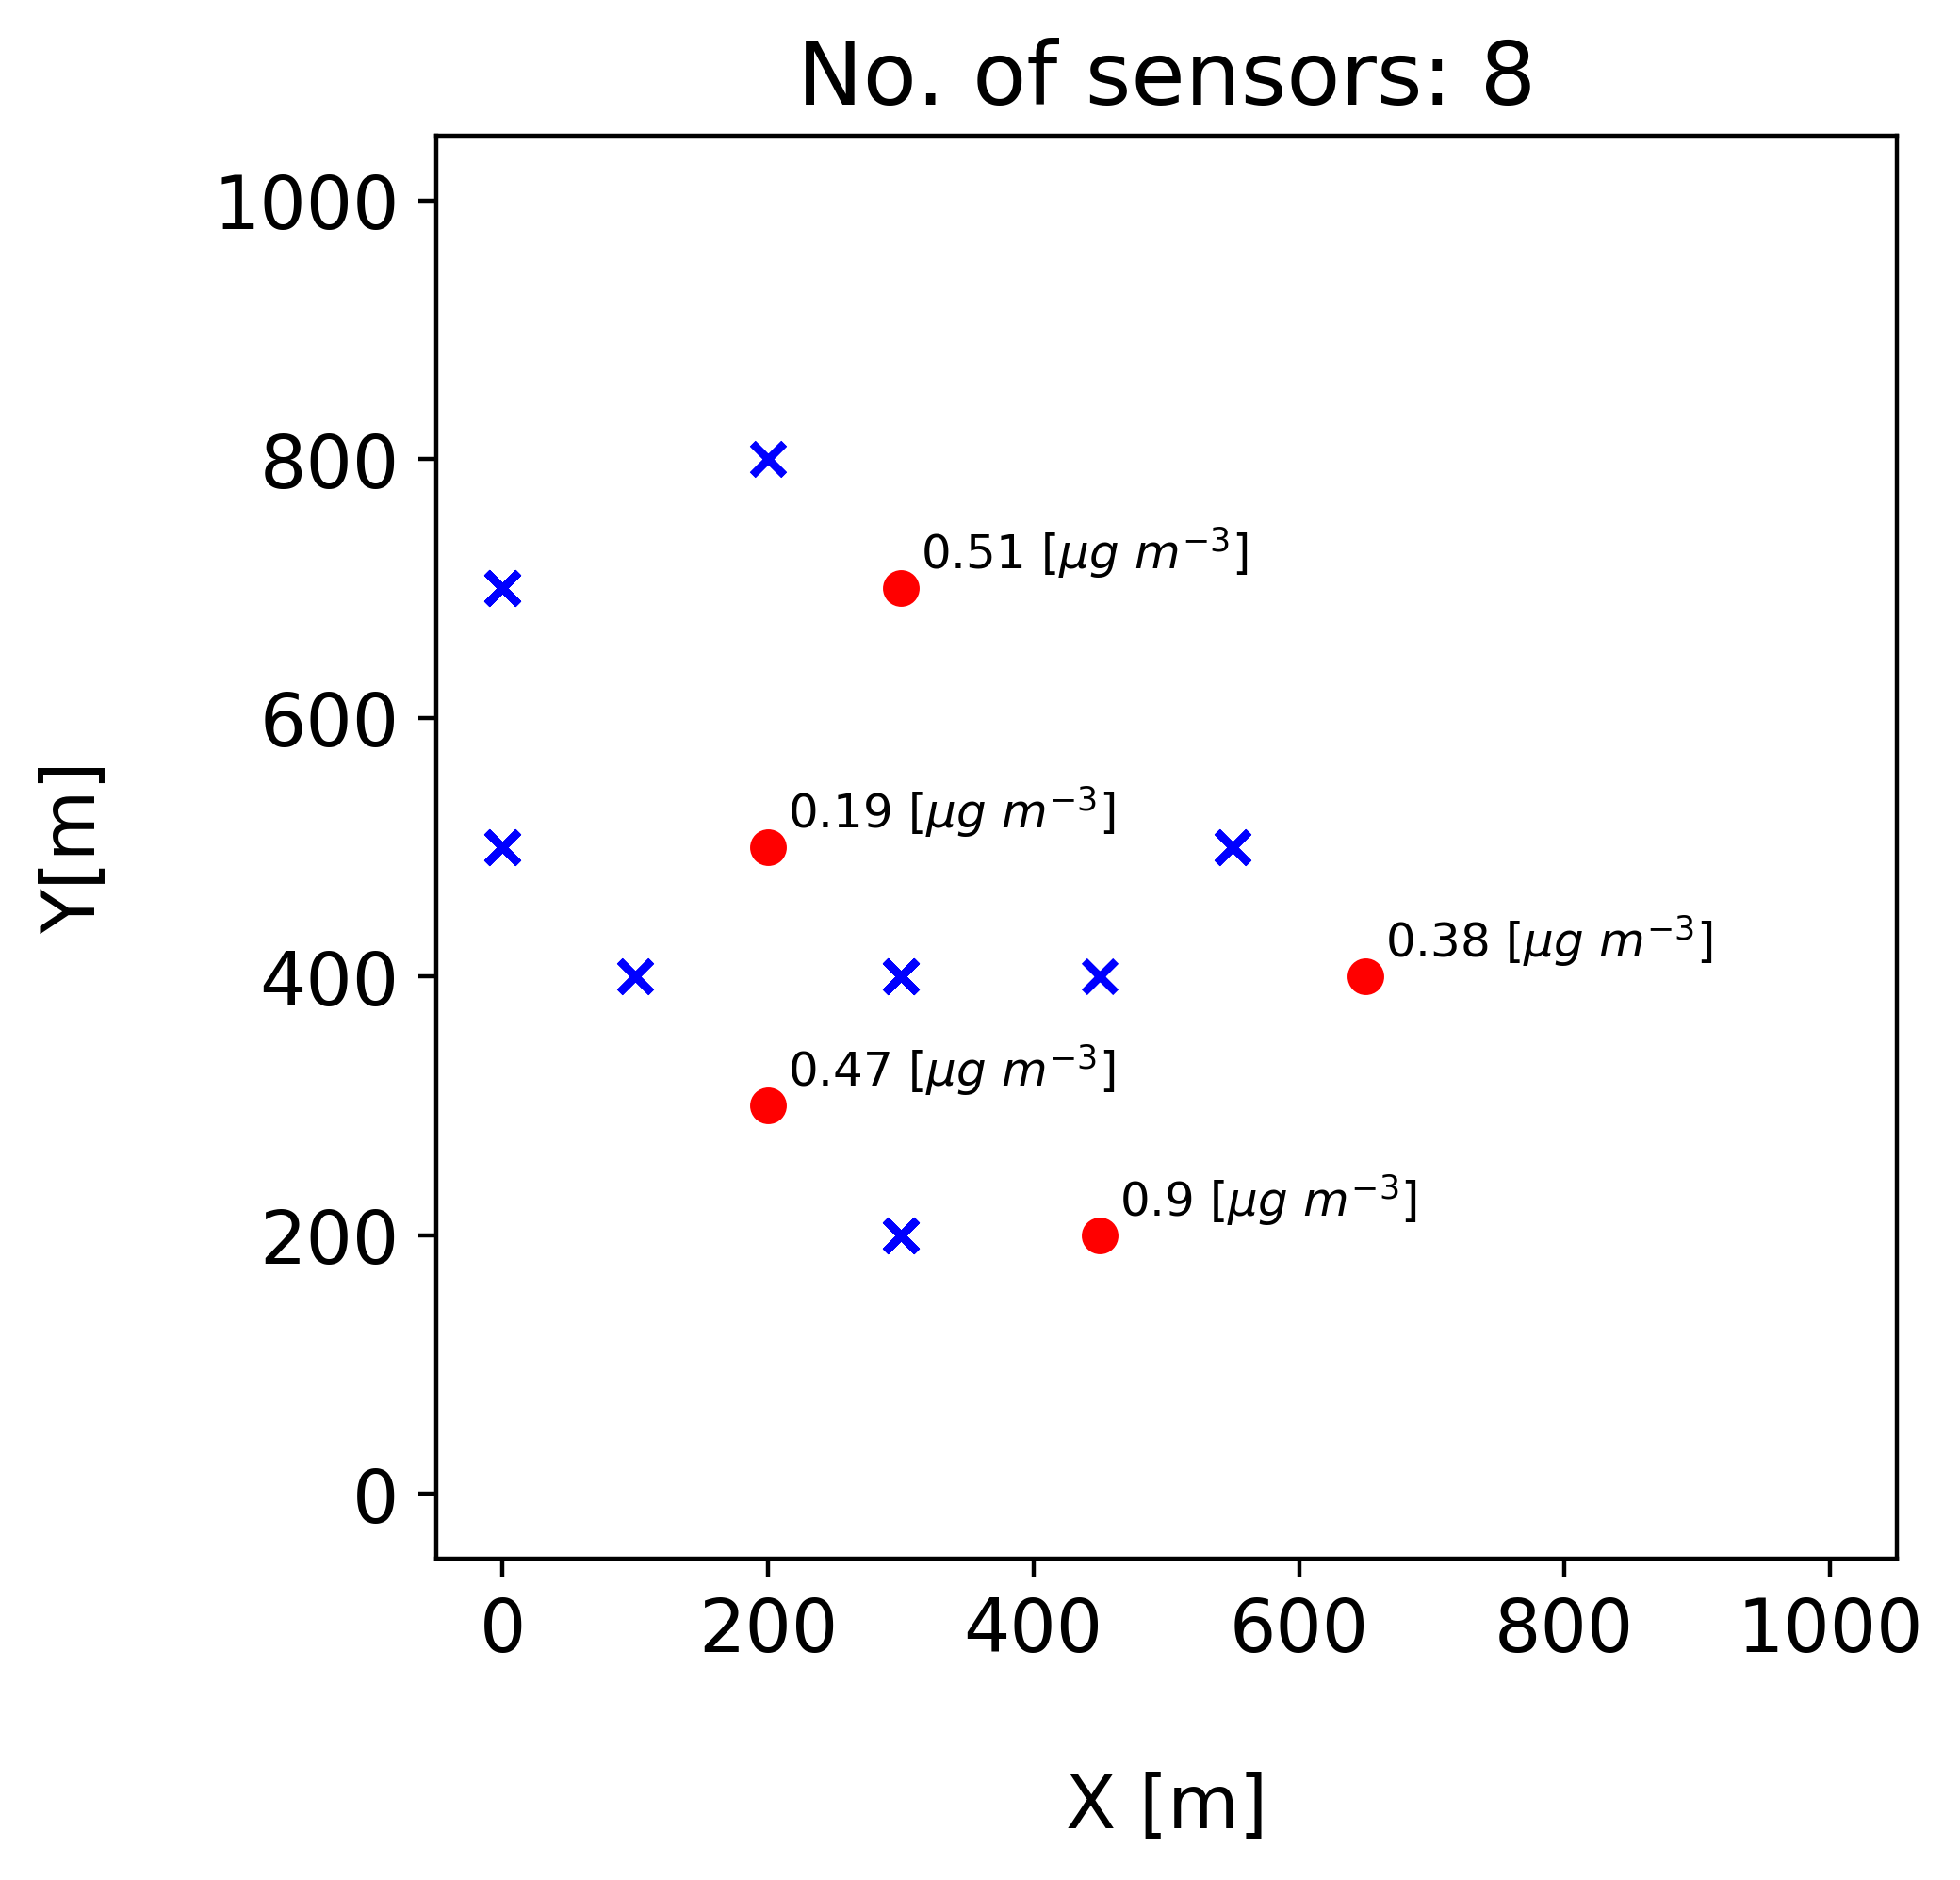 No. of sensors: 8
1000
800
600
400
200
0
Y[m]
0.51 [μg m⁻³]
0.19 [μg m⁻³]
0.38 [μg m⁻³]
0.47 [μg m⁻³]
0.9 [μg m⁻³]
0 200 400 600 800 1000
X [m]